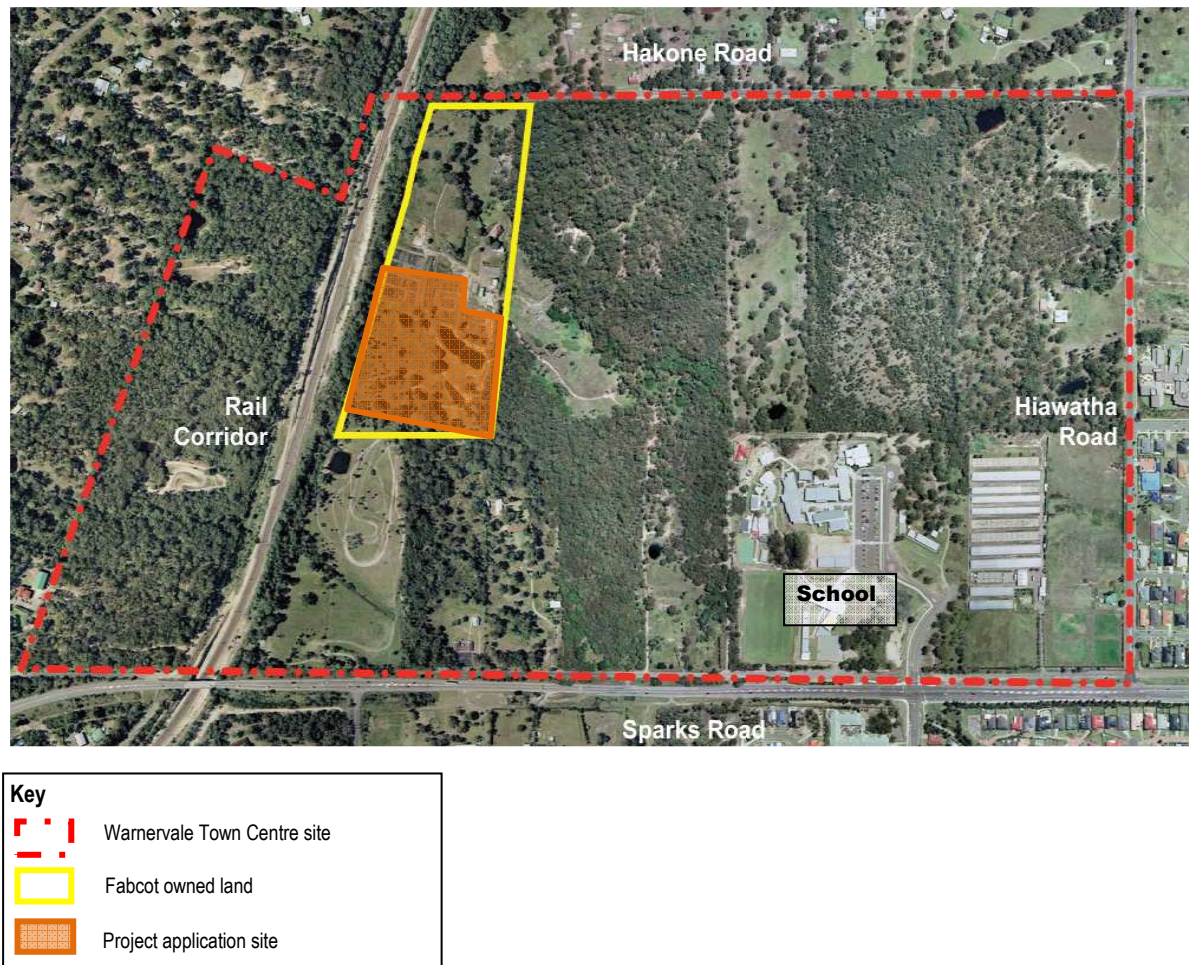 Hakone Road
Rail
Corridor
Hiawatha
Road
School
Sparks Road
Key
Warnervale Town Centre site
Fabcot owned land
Project application site